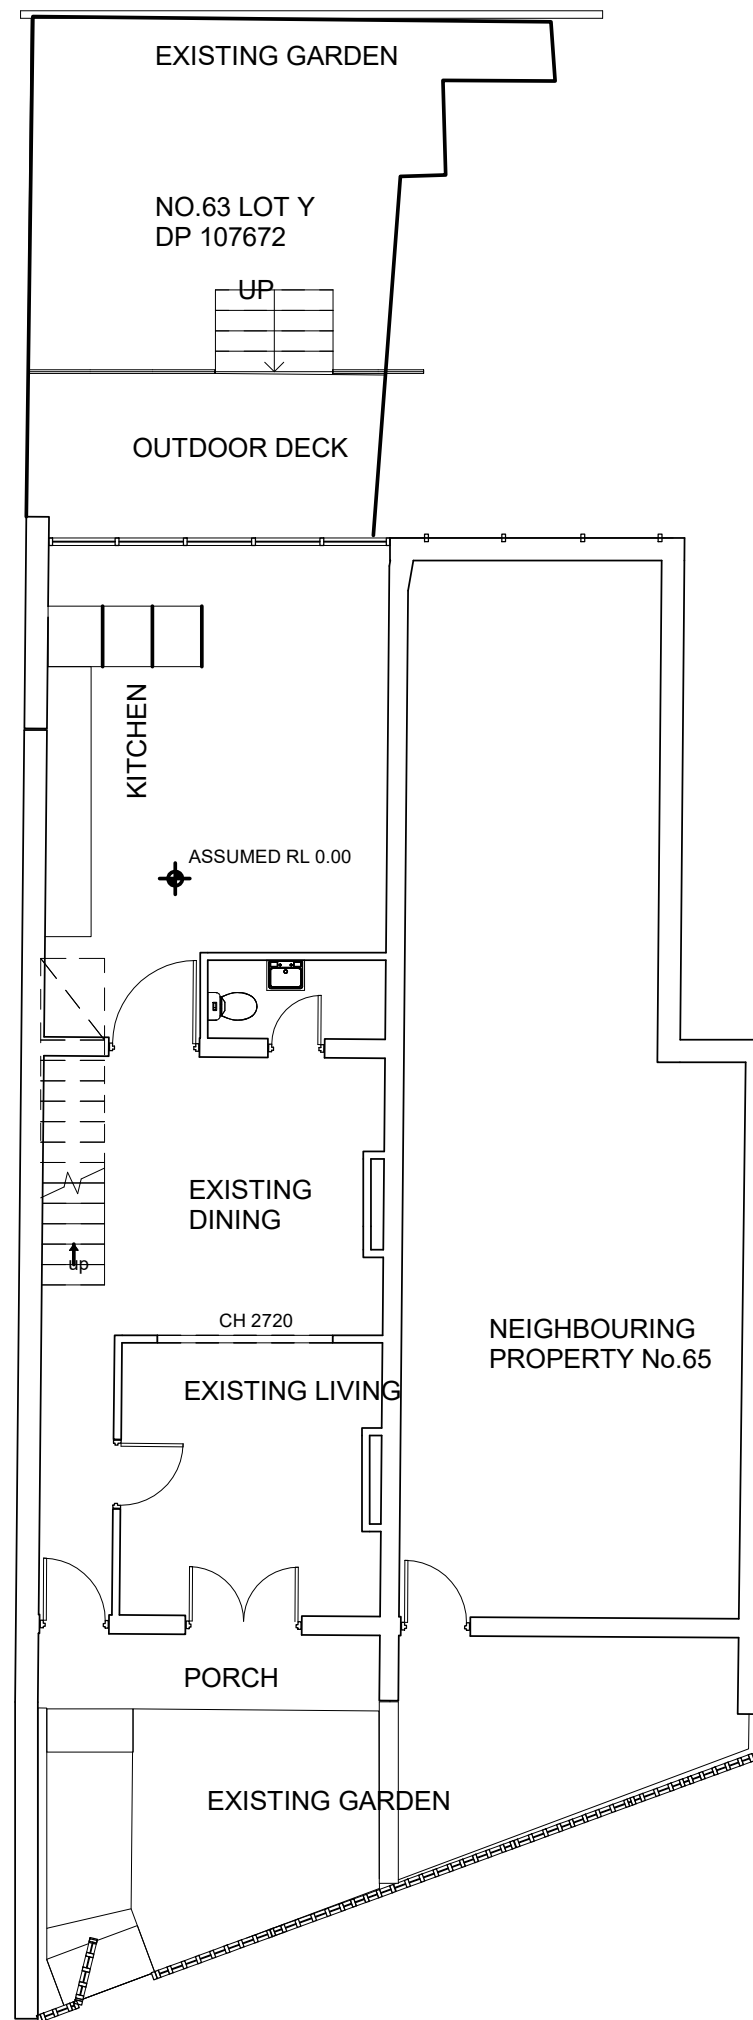 EXISTING GARDEN
NO.63 LOT Y
DP 107672
UP
OUTDOOR DECK
KITCHEN
ASSUMED RL 0.00
EXISTING
DINING
up
CH 2720
NEIGHBOURING
PROPERTY No.65
EXISTING LIVING
PORCH
EXISTING GARDEN